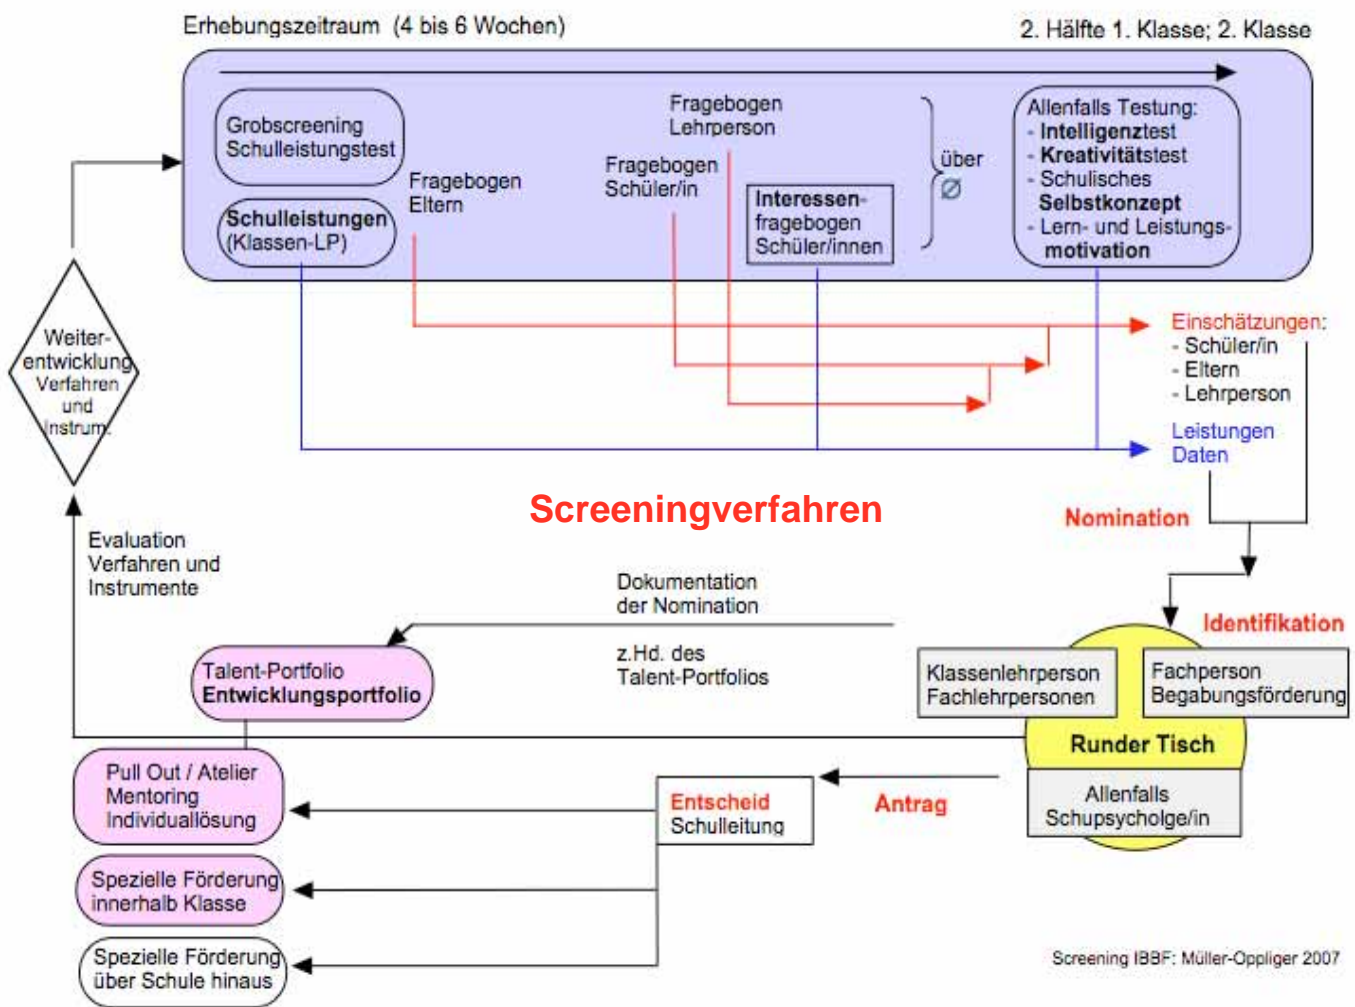 Erhebungszeitraum (4 bis 6 Wochen)
2. Hälfte 1. Klasse; 2. Klasse
Grobscreening
Schulleistungstest
Schulleistungen
(Klassen-LP)
Fragebogen
Eltern
Fragebogen
Schüler/in
Fragebogen
Lehrperson
Interessen-
fragebogen
Schüler/innen
über
Ø
Allenfalls Testung:
- Intelligenztest
- Kreativitätstest
- Schulisches
Selbstkonzept
- Lern- und Leistungs-
motivation
Weiter-
entwicklung
Verfahren
und
Instrum.
Einschätzungen:
- Schüler/in
- Eltern
- Lehrperson
Leistungen
Daten
Screeningverfahren
Nomination
Evaluation
Verfahren und
Instrumente
Dokumentation
der Nomination
z.Hd. des
Talent-Portfolios
Identifikation
Talent-Portfolio
Entwicklungsportfolio
Klassenlehrperson
Fachlehrpersonen
Fachperson
Begabungsförderung
Runder Tisch
Allenfalls
Schupsycholge/in
Pull Out / Atelier
Mentoring
Individuallösung
Entscheid
Schulleitung
Antrag
Spezielle Förderung
innerhalb Klasse
Spezielle Förderung
über Schule hinaus
Screening IBBF: Müller-Oppliger 2007